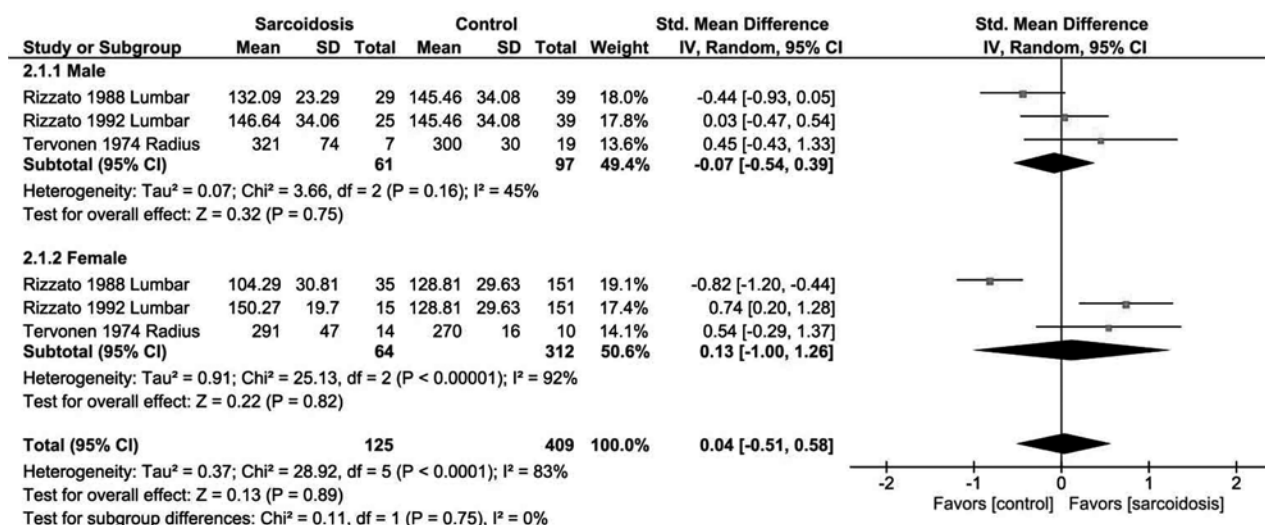 Sarcoidosis Control Std. Mean Difference Std. Mean Difference
Study or Subgroup Mean SD Total Mean SD Total Weight IV, Random, 95% CI IV, Random, 95% CI
2.1.1 Male
Rizzato 1988 Lumbar 132.09 23.29 29 145.46 34.08 39 18.0% -0.44 [-0.93, 0.05]
Rizzato 1992 Lumbar 146.64 34.06 25 145.46 34.08 39 17.8% 0.03 [-0.47, 0.54]
Tervonen 1974 Radius 321 74 7 300 30 19 13.6% 0.45 [-0.43, 1.33]
Subtotal (95% CI) 61 97 49.4% -0.07 [-0.54, 0.39]
Heterogeneity: Tau² = 0.07; Chi² = 3.66, df = 2 (P = 0.16); I² = 45%
Test for overall effect: Z = 0.32 (P = 0.75)
2.1.2 Female
Rizzato 1988 Lumbar 104.29 30.81 35 128.81 29.63 151 19.1% -0.82 [-1.20, -0.44]
Rizzato 1992 Lumbar 150.27 19.7 15 128.81 29.63 151 17.4% 0.74 [0.20, 1.28]
Tervonen 1974 Radius 291 47 14 270 16 10 14.1% 0.54 [-0.29, 1.37]
Subtotal (95% CI) 64 312 50.6% 0.13 [-1.00, 1.26]
Heterogeneity: Tau² = 0.91; Chi² = 25.13, df = 2 (P < 0.00001); I² = 92%
Test for overall effect: Z = 0.22 (P = 0.82)
Total (95% CI) 125 409 100.0% 0.04 [-0.51, 0.58]
Heterogeneity: Tau² = 0.37; Chi² = 28.92, df = 5 (P < 0.0001); I² = 83%
Test for overall effect: Z = 0.13 (P = 0.89)
Test for subgroup differences: Chi² = 0.11, df = 1 (P = 0.75), I² = 0%
-2 -1 0 1 2
Favors [control] Favors [sarcoidosis]